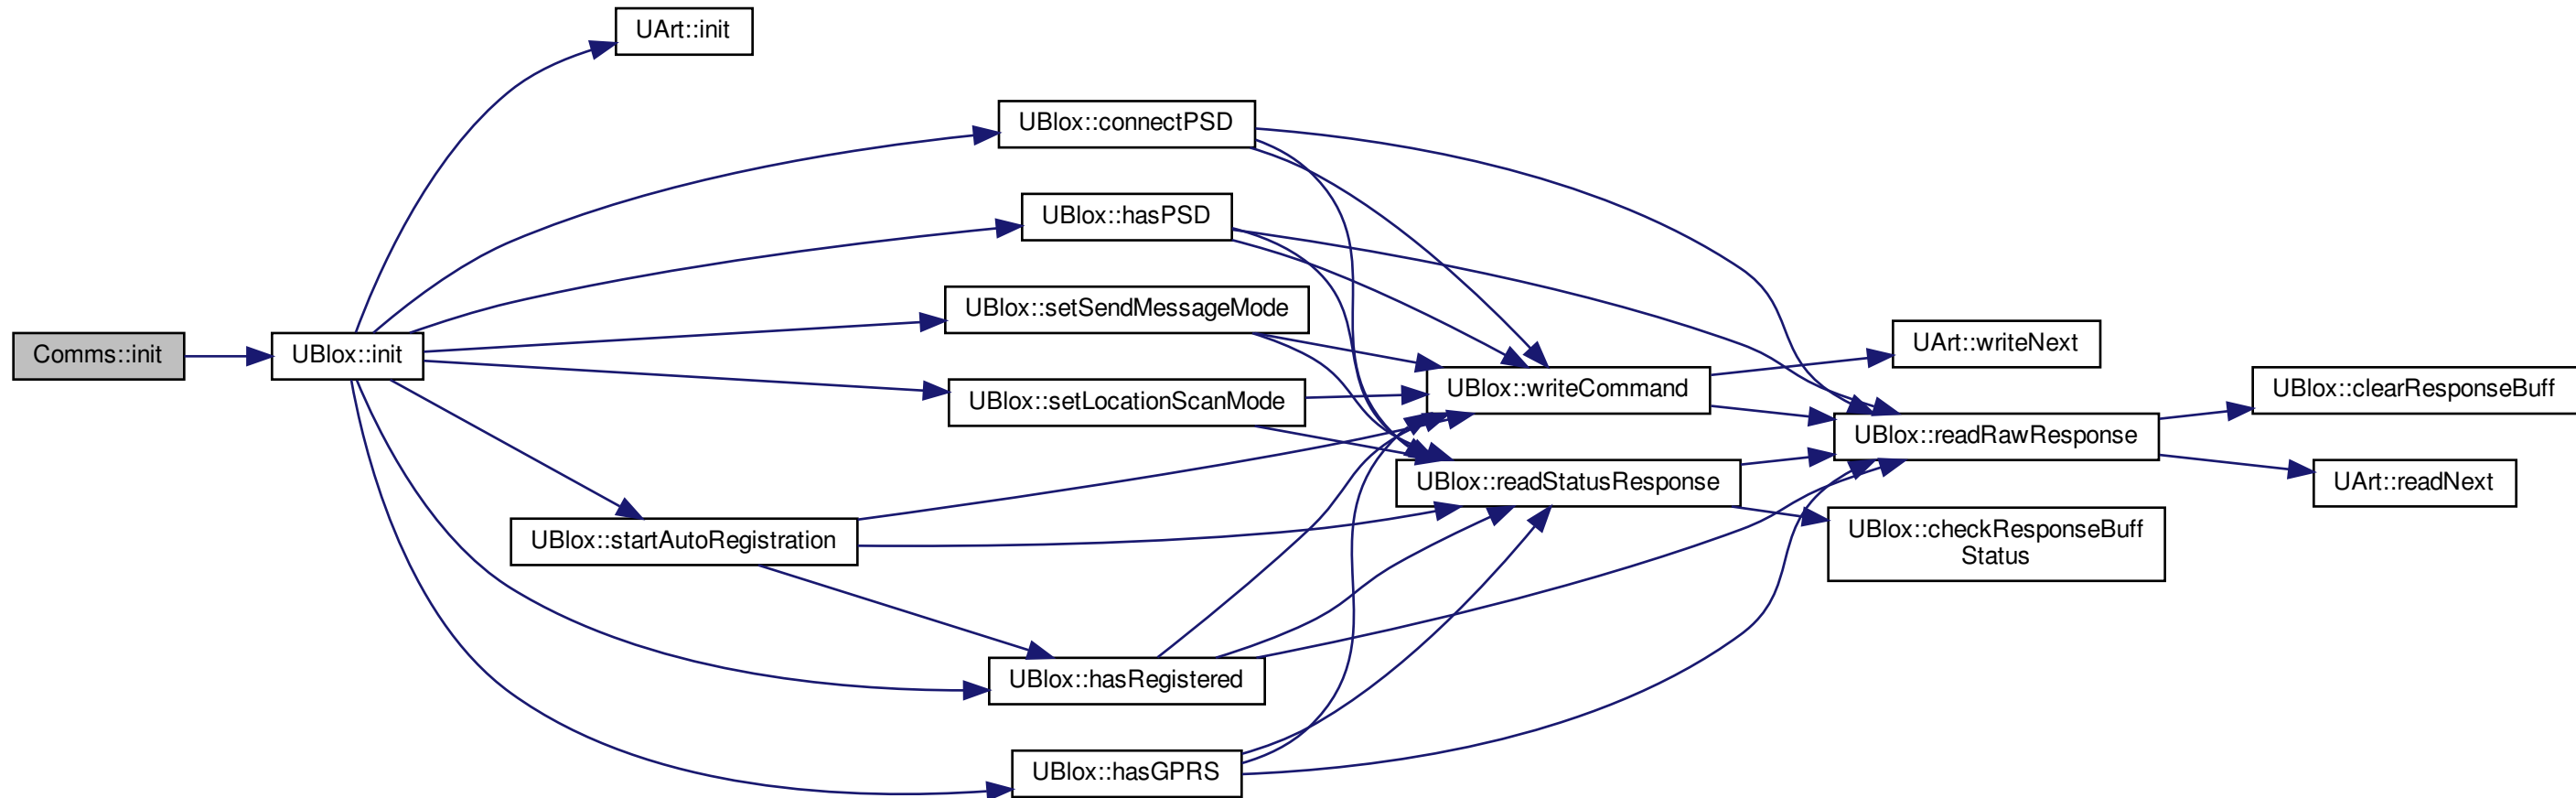 UArt::init
UBlox::connectPSD
UBlox::hasPSD
UBlox::setSendMessageMode
Comms::init
UBlox::init
UArt::writeNext
UBlox::writeCommand
UBlox::clearResponseBuff
UBlox::setLocationScanMode
UBlox::readRawResponse
UBlox::readStatusResponse
UArt::readNext
UBlox::startAutoRegistration
UBlox::checkResponseBuff
Status
UBlox::hasRegistered
UBlox::hasGPRS